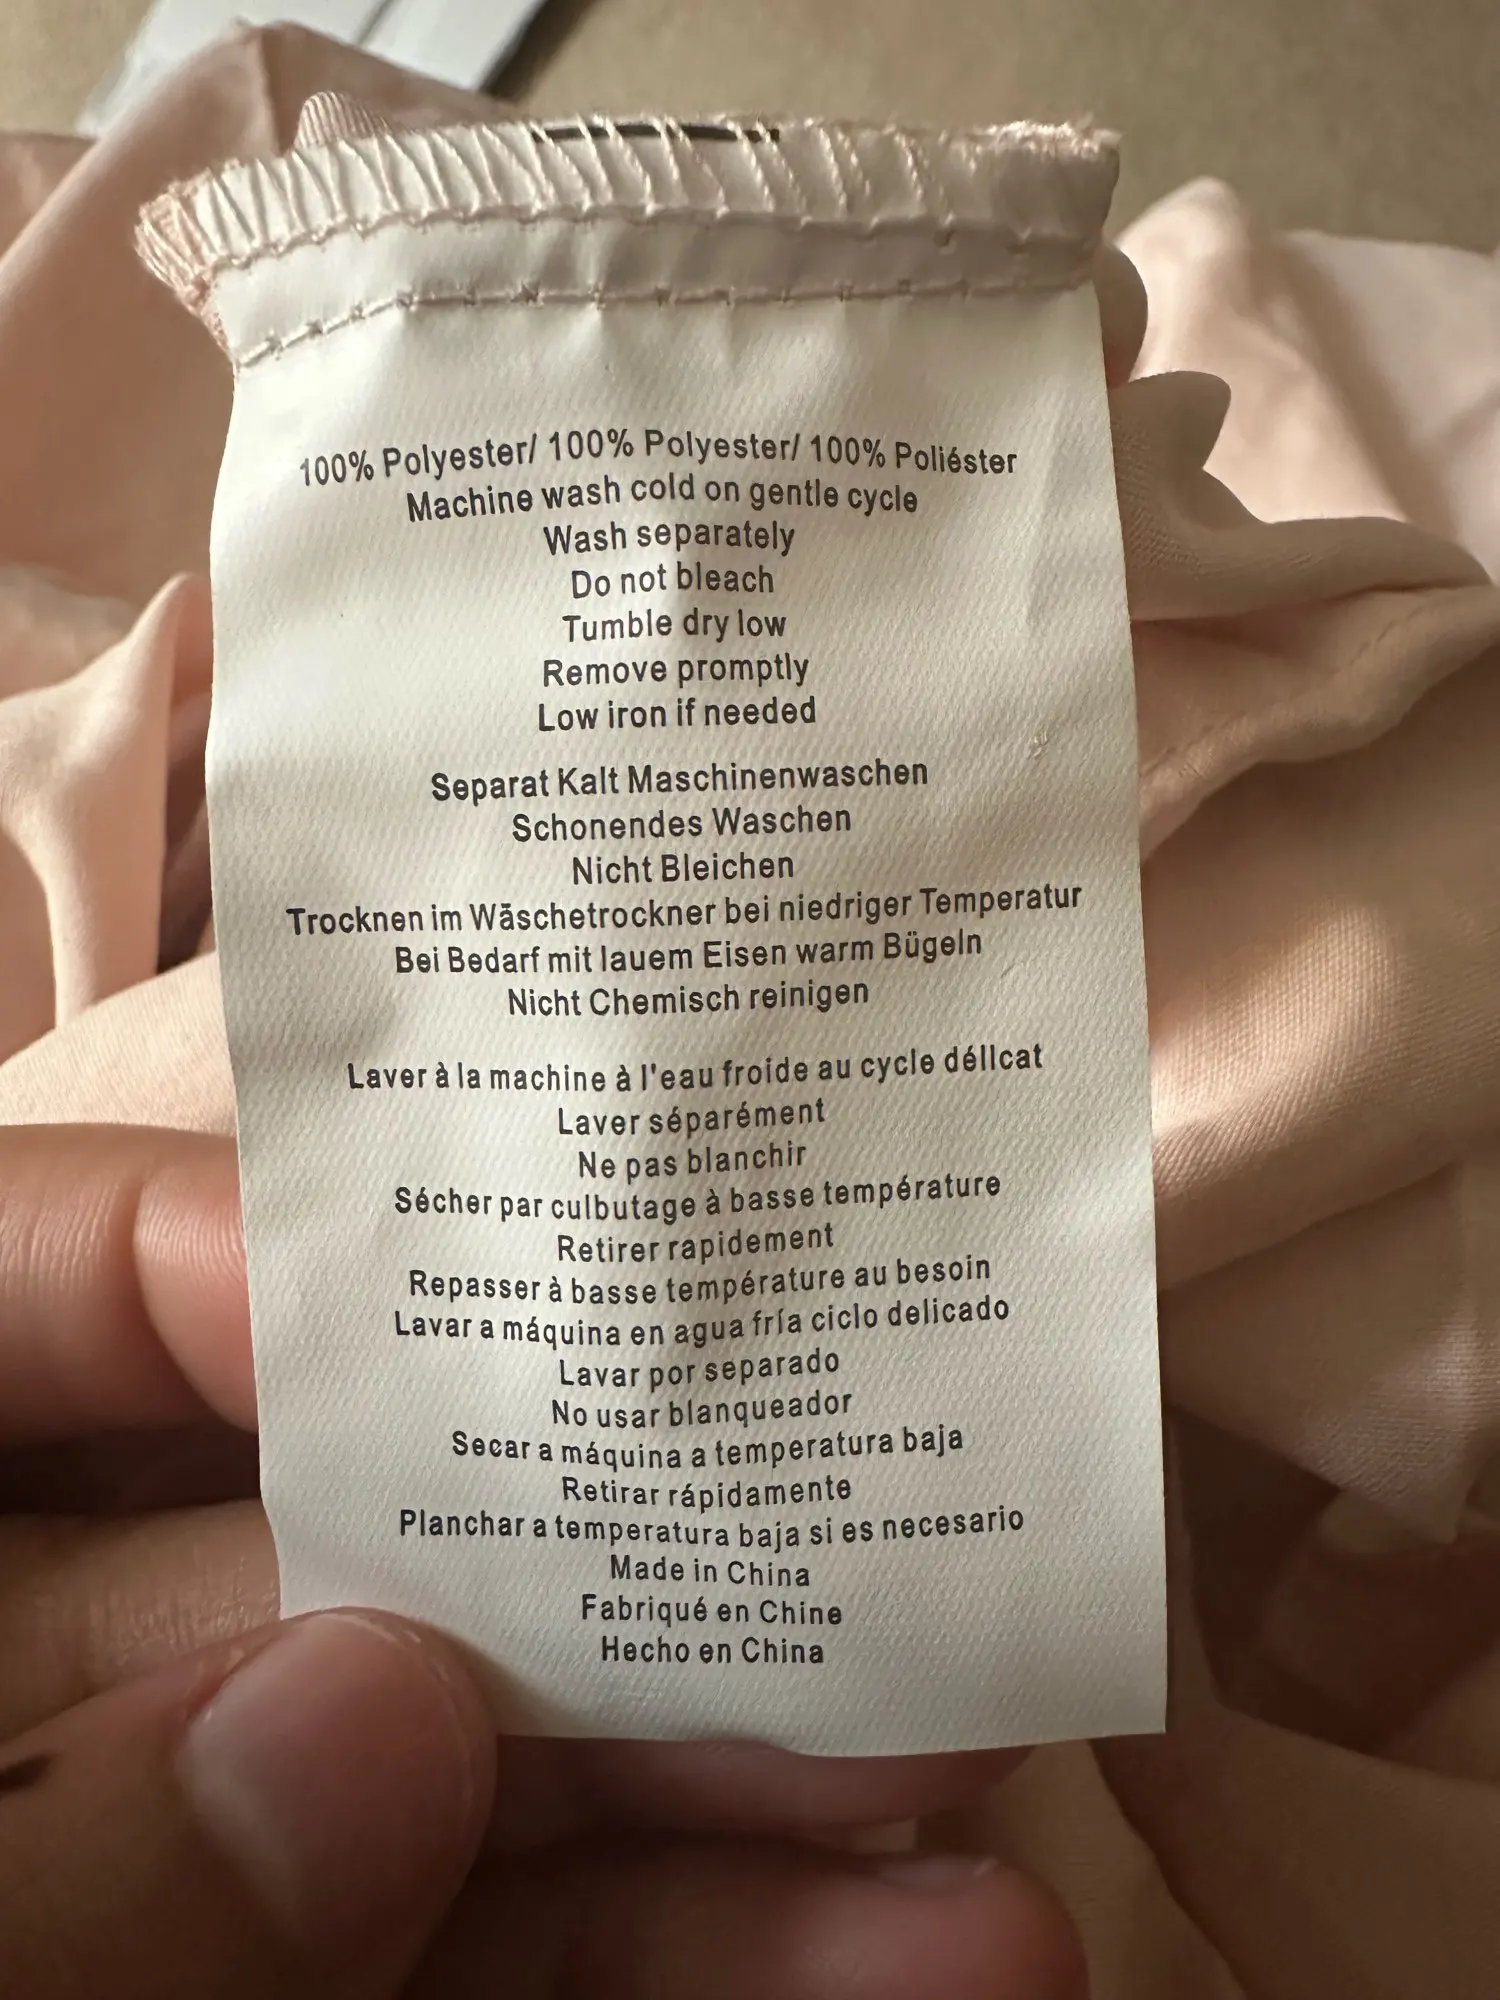 100% Polyester/ 100% Polyester/ 100% Poliéster
Machine wash cold on gentle cycle
Wash separately
Do not bleach
Tumble dry low
Remove promptly
Low iron if needed
Separat Kalt Maschinenwaschen
Schonendes Waschen
Nicht Bleichen
Trocknen im Wäschetrockner bei niedriger Temperatur
Bei Bedarf mit lauem Eisen warm Bügeln
Nicht Chemisch reinigen
Laver à la machine à l'eau froide au cycle déllcat
Laver séparément
Ne pas blanchir
Sécher par culbutage à basse température
Retirer rapidement
Repasser à basse température au besoin
Lavar a máquina en agua fría ciclo delicado
Lavar por separado
No usar blanqueador
Secar a máquina a temperatura baja
Retirar rápidamente
Planchar a temperatura baja si es necesario
Made in China
Fabriqué en Chine
Hecho en China